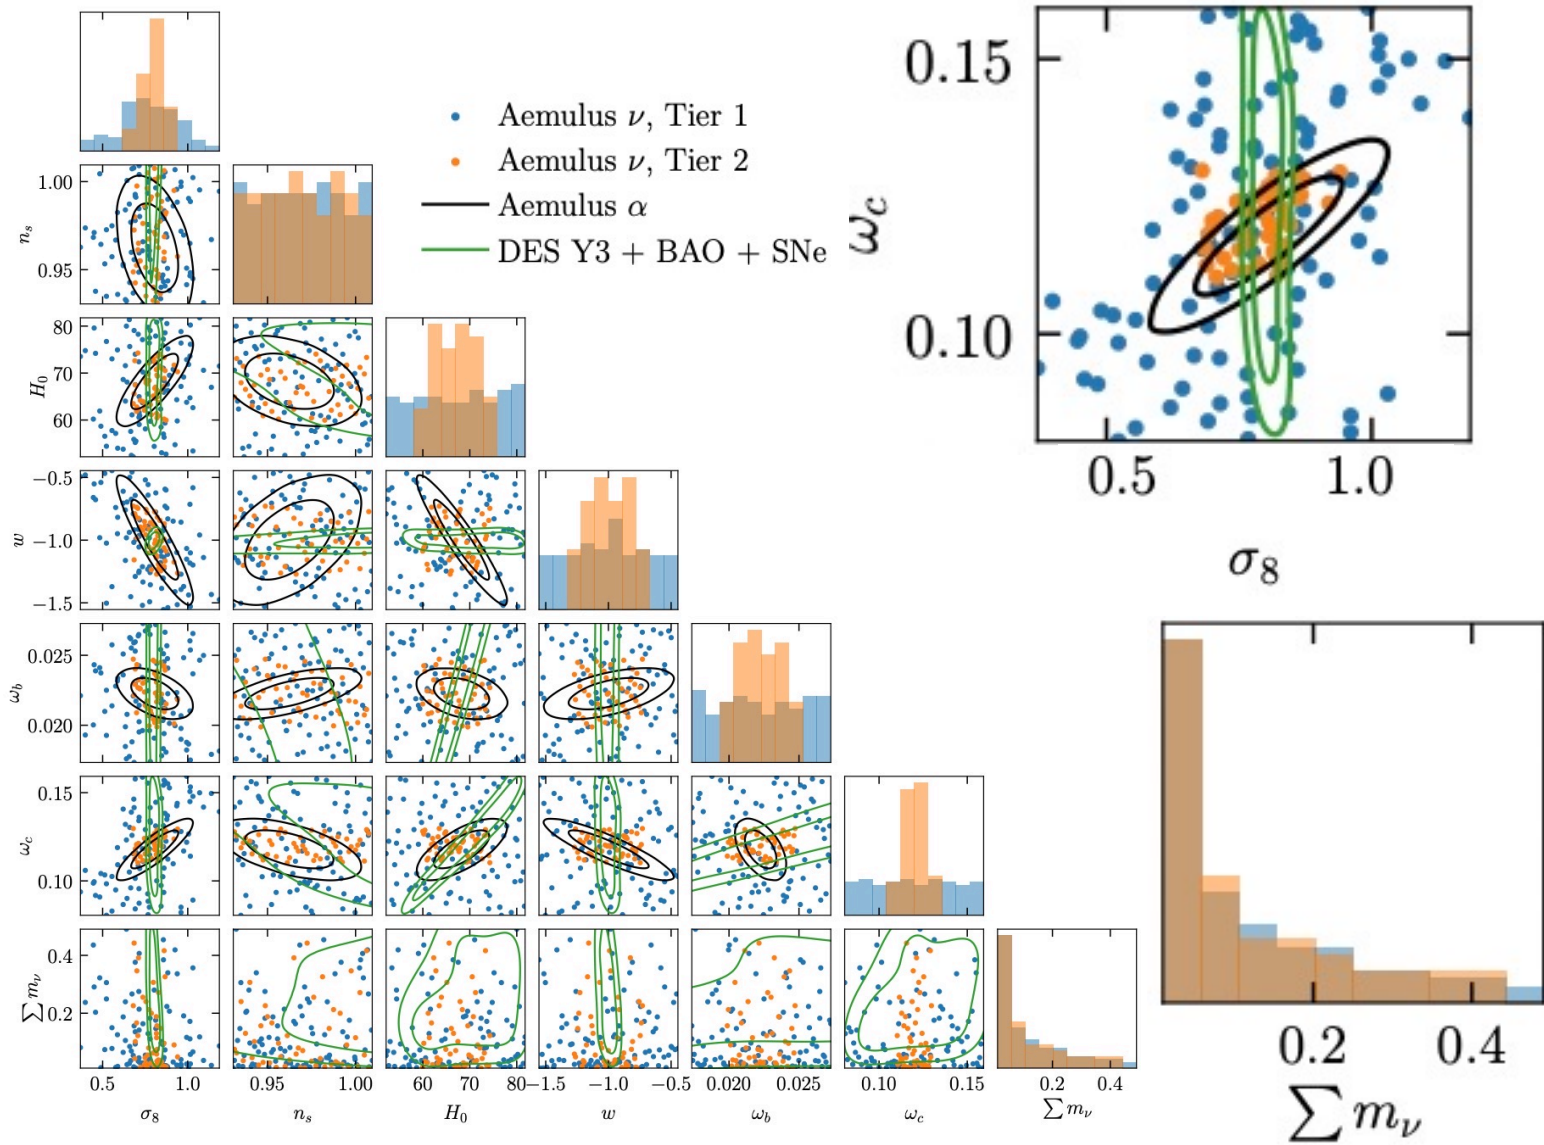 Aemulus ν, Tier 1
Aemulus ν, Tier 2
Aemulus α
DES Y3 + BAO + SNe
1.00
0.95
n_s
80
70
60
H_0
−0.5
−1.0
−1.5
w
0.025
0.020
ω_b
0.15
0.10
ω_c
0.4
0.2
∑ m_ν
0.5 1.0
σ_8
0.95 1.00
n_s
60 70 80
H_0
−1.5 −1.0 −0.5
w
0.020 0.025
ω_b
0.10 0.15
ω_c
0.2 0.4
∑ m_ν
0.15
0.10
ω_c
0.5 1.0
σ_8
0.2 0.4
∑ m_ν